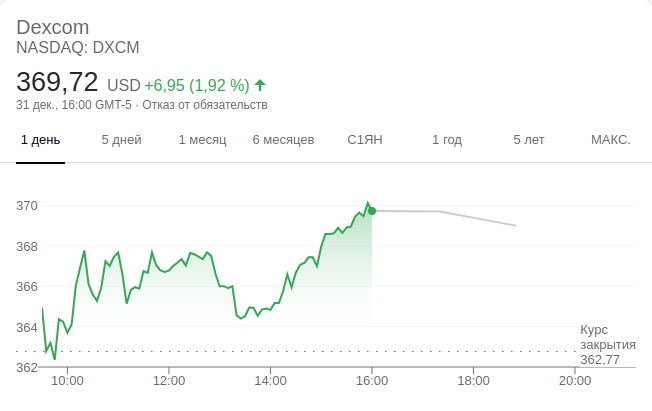 Dexcom
NASDAQ: DXCM
369,72 USD +6,95 (1,92 %)
31 дек., 16:00 GMT-5 · Отказ от обязательств
1 день 5 дней 1 месяц 6 месяцев С1ЯН 1 год 5 лет МАКС.
370
368
366
364
362
Курс
закрытия
362,77
10:00 12:00 14:00 16:00 18:00 20:00